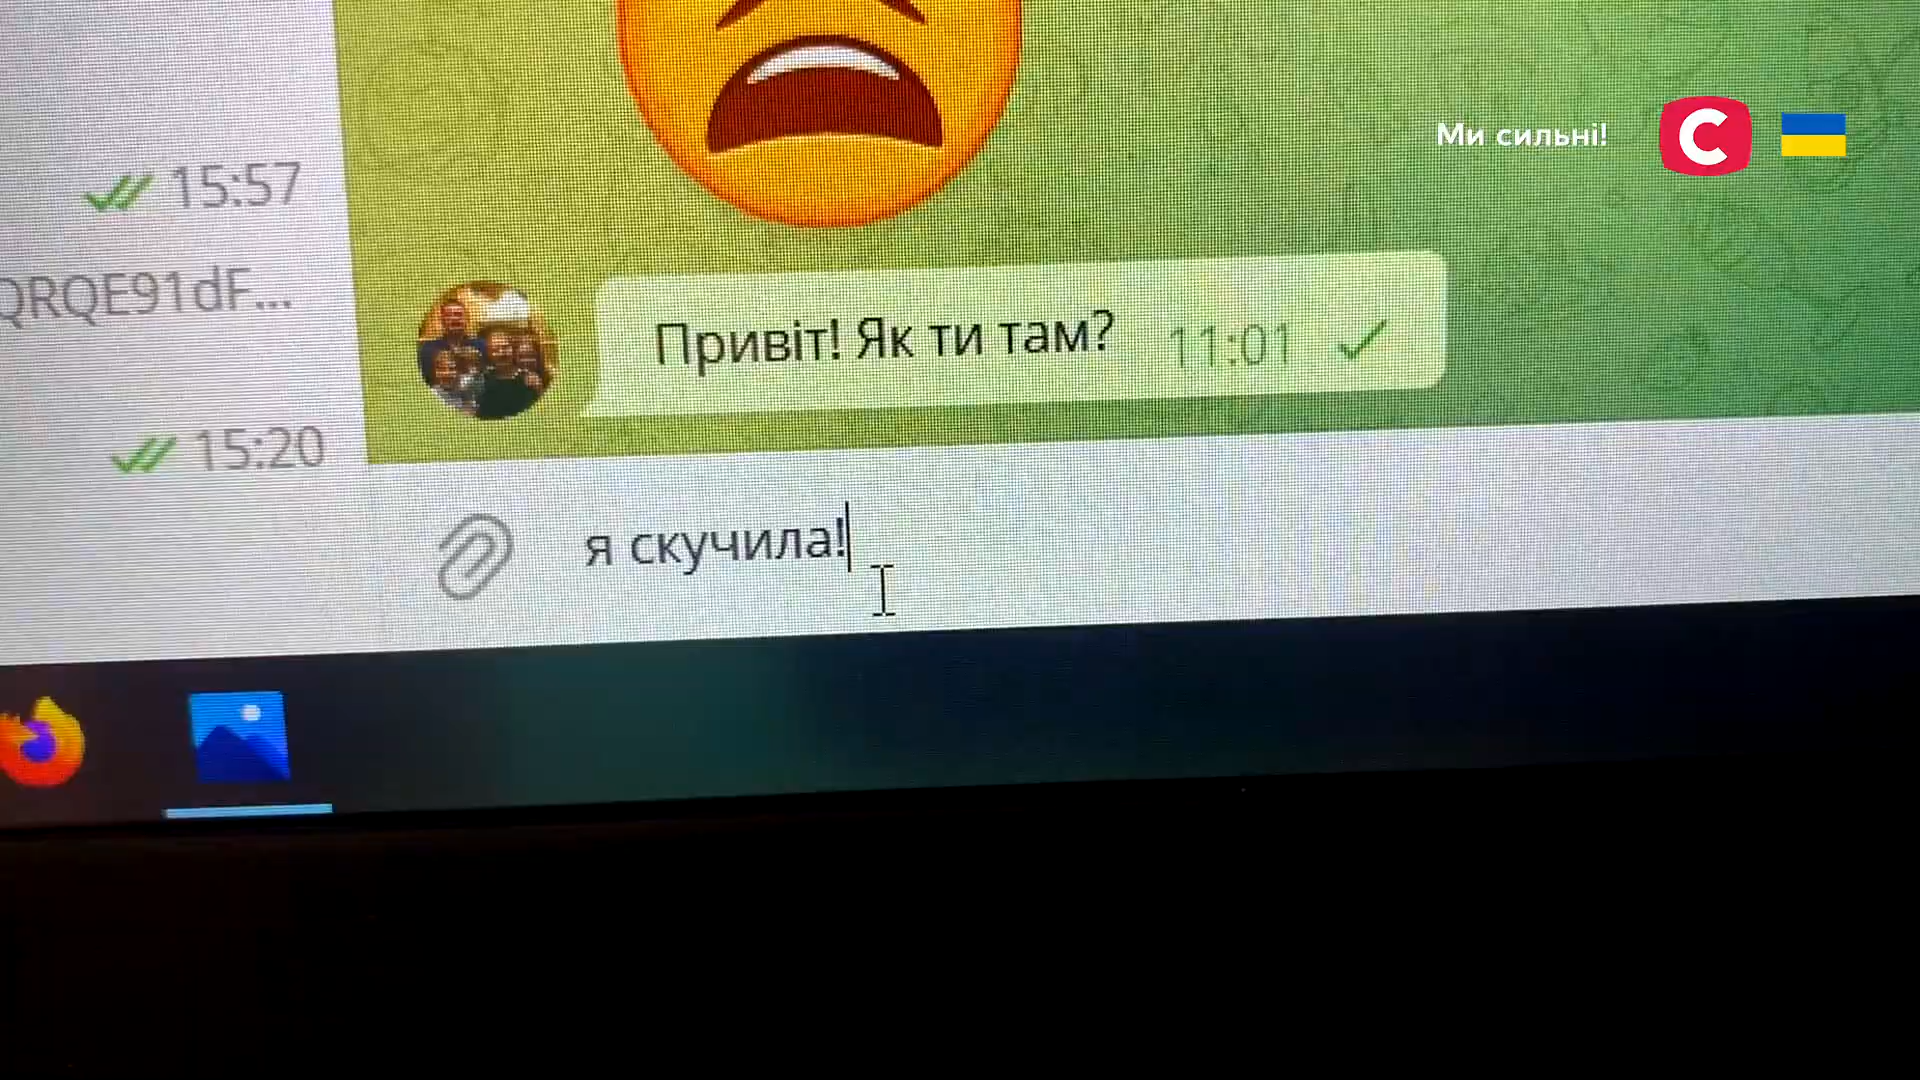 Ми сильні!
C
15:57
QRQE91dF...
Привіт! Як ти там? 11:01
15:20
я скучила!